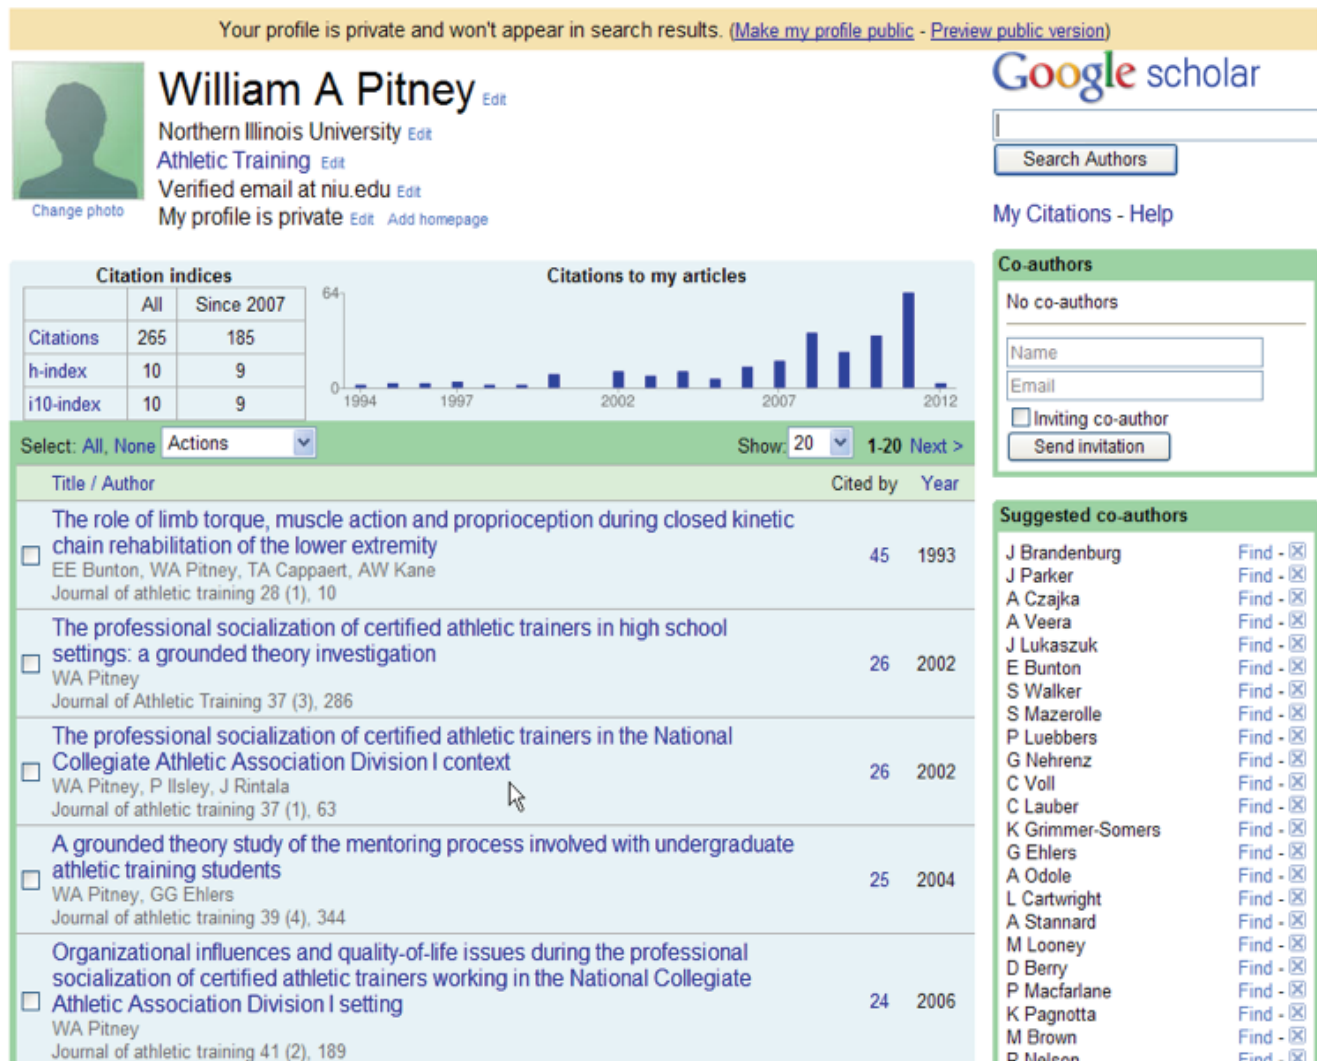 Your profile is private and won't appear in search results. (Make my profile public - Preview public version)
William A Pitney Edit
Northern Illinois University Edit
Athletic Training Edit
Verified email at niu.edu Edit
My profile is private Edit Add homepage
Change photo
Google scholar
Search Authors
My Citations - Help
Citation indices
All Since 2007
Citations 265 185
h-index 10 9
i10-index 10 9
Citations to my articles
64
0
1994 1997 2002 2007 2012
Select: All, None Actions Show: 20 1-20 Next >
Title / Author Cited by Year
The role of limb torque, muscle action and proprioception during closed kinetic
chain rehabilitation of the lower extremity
EE Bunton, WA Pitney, TA Cappaert, AW Kane
Journal of athletic training 28 (1), 10
45 1993
The professional socialization of certified athletic trainers in high school
settings: a grounded theory investigation
WA Pitney
Journal of Athletic Training 37 (3), 286
26 2002
The professional socialization of certified athletic trainers in the National
Collegiate Athletic Association Division I context
WA Pitney, P Ilsley, J Rintala
Journal of athletic training 37 (1), 63
26 2002
A grounded theory study of the mentoring process involved with undergraduate
athletic training students
WA Pitney, GG Ehlers
Journal of athletic training 39 (4), 344
25 2004
Organizational influences and quality-of-life issues during the professional
socialization of certified athletic trainers working in the National Collegiate
Athletic Association Division I setting
WA Pitney
Journal of athletic training 41 (2), 189
24 2006
Co-authors
No co-authors
Name
Email
Inviting co-author
Send invitation
Suggested co-authors
J Brandenburg Find -
J Parker Find -
A Czajka Find -
A Veera Find -
J Lukaszuk Find -
E Bunton Find -
S Walker Find -
S Mazerolle Find -
P Luebbers Find -
G Nehrenz Find -
C Voll Find -
C Lauber Find -
K Grimmer-Somers Find -
G Ehlers Find -
A Odole Find -
L Cartwright Find -
A Stannard Find -
M Looney Find -
D Berry Find -
P Macfarlane Find -
K Pagnotta Find -
M Brown Find -
Nelson Find -